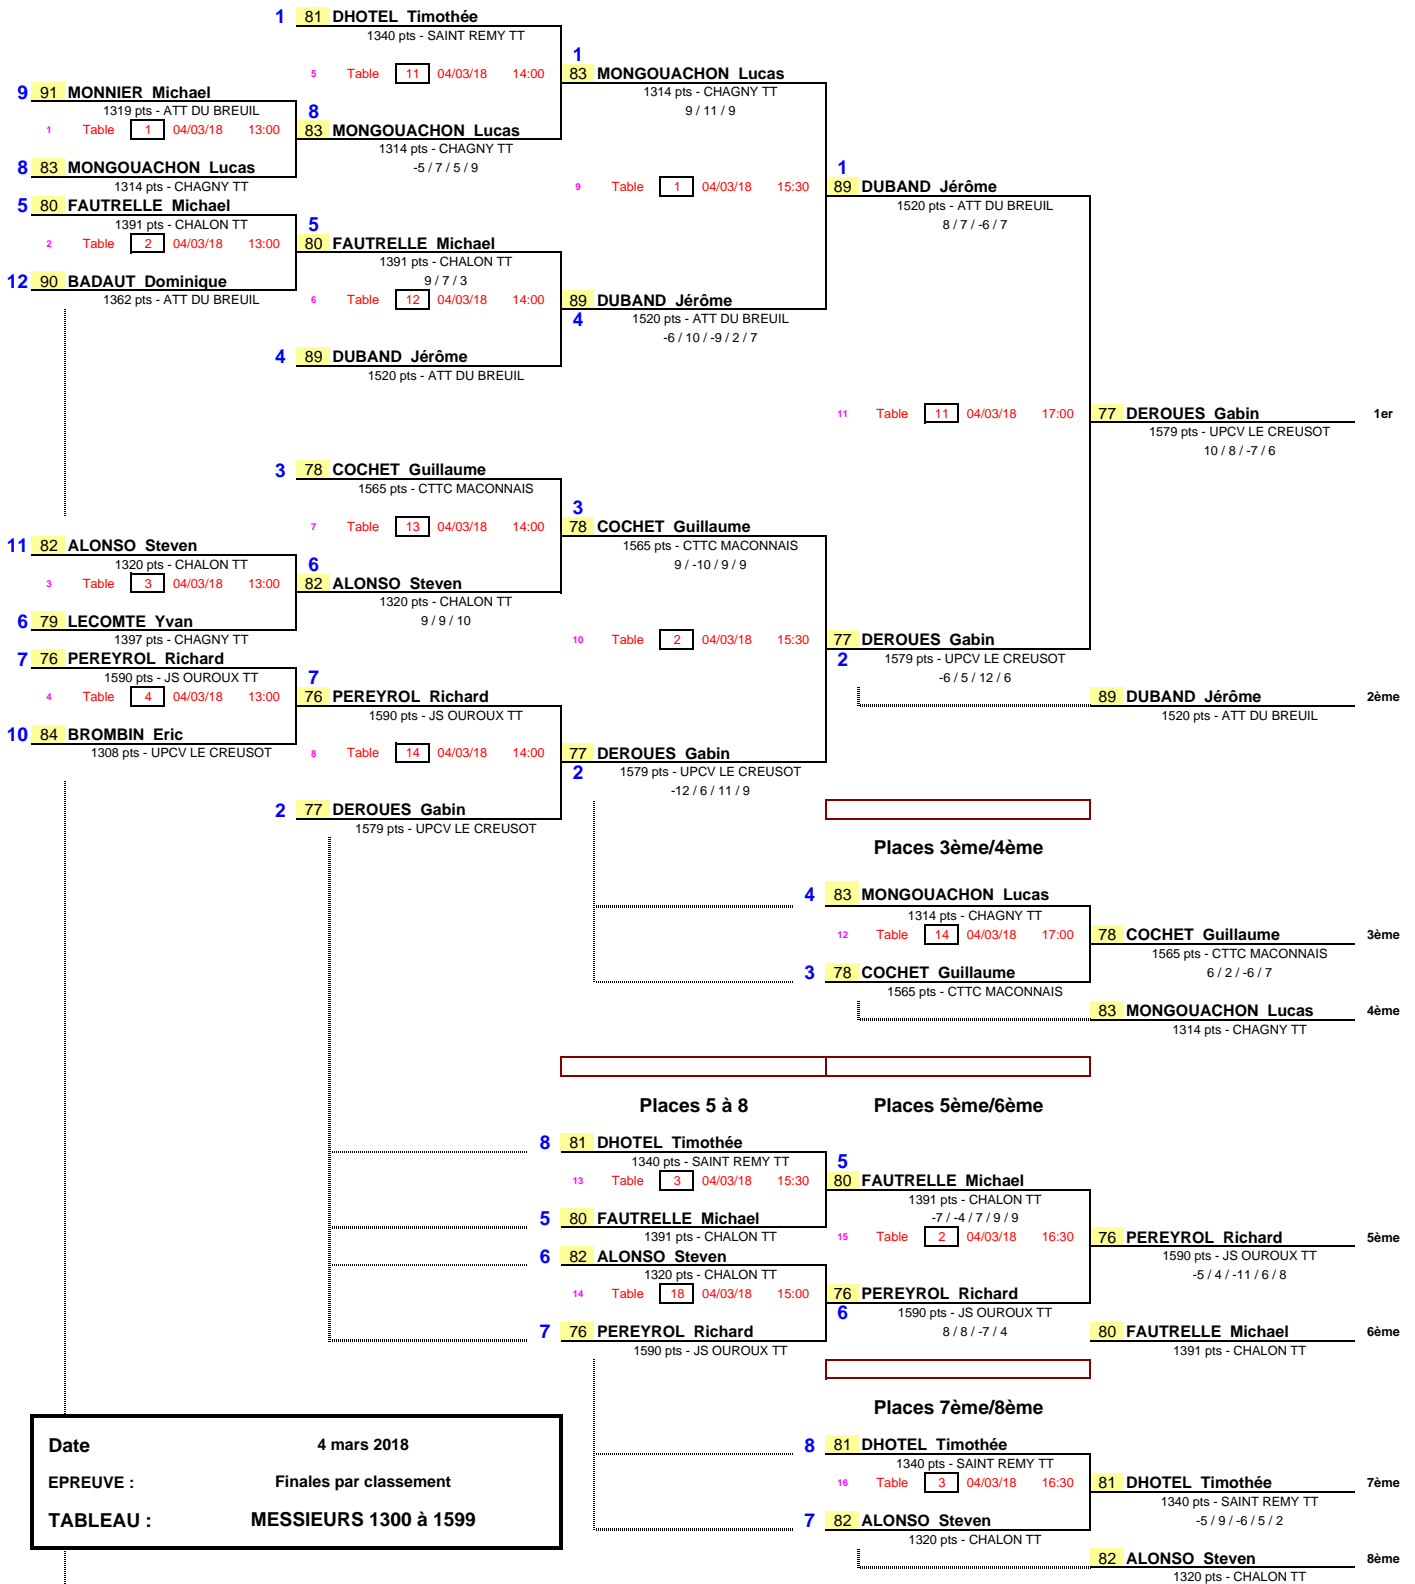 1 81 DHOTEL Timothée
1340 pts - SAINT REMY TT
5 Table 11 04/03/18 14:00
1
83 MONGOUACHON Lucas
1314 pts - CHAGNY TT
9 / 11 / 9
9 91 MONNIER Michael
1319 pts - ATT DU BREUIL
1 Table 1 04/03/18 13:00
8
83 MONGOUACHON Lucas
1314 pts - CHAGNY TT
-5 / 7 / 5 / 9
8 83 MONGOUACHON Lucas
1314 pts - CHAGNY TT
9 Table 1 04/03/18 15:30
1
89 DUBAND Jérôme
1520 pts - ATT DU BREUIL
8 / 7 / -6 / 7
5 80 FAUTRELLE Michael
1391 pts - CHALON TT
2 Table 2 04/03/18 13:00
5
80 FAUTRELLE Michael
1391 pts - CHALON TT
9 / 7 / 3
12 90 BADAUT Dominique
1362 pts - ATT DU BREUIL
6 Table 12 04/03/18 14:00
89 DUBAND Jérôme
4
1520 pts - ATT DU BREUIL
-6 / 10 / -9 / 2 / 7
4 89 DUBAND Jérôme
1520 pts - ATT DU BREUIL
11 Table 11 04/03/18 17:00
77 DEROUES Gabin 1er
1579 pts - UPCV LE CREUSOT
10 / 8 / -7 / 6
3 78 COCHET Guillaume
1565 pts - CTTC MACONNAIS
7 Table 13 04/03/18 14:00
3
78 COCHET Guillaume
1565 pts - CTTC MACONNAIS
9 / -10 / 9 / 9
11 82 ALONSO Steven
1320 pts - CHALON TT
3 Table 3 04/03/18 13:00
6
82 ALONSO Steven
1320 pts - CHALON TT
9 / 9 / 10
6 79 LECOMTE Yvan
1397 pts - CHAGNY TT
10 Table 2 04/03/18 15:30
77 DEROUES Gabin
2
1579 pts - UPCV LE CREUSOT
-6 / 5 / 12 / 6
7 76 PEREYROL Richard
1590 pts - JS OUROUX TT
4 Table 4 04/03/18 13:00
7
76 PEREYROL Richard
1590 pts - JS OUROUX TT
89 DUBAND Jérôme 2ème
1520 pts - ATT DU BREUIL
10 84 BROMBIN Eric
1308 pts - UPCV LE CREUSOT
8 Table 14 04/03/18 14:00
77 DEROUES Gabin
2
1579 pts - UPCV LE CREUSOT
-12 / 6 / 11 / 9
2 77 DEROUES Gabin
1579 pts - UPCV LE CREUSOT
Places 3ème/4ème
4 83 MONGOUACHON Lucas
1314 pts - CHAGNY TT
12 Table 14 04/03/18 17:00
78 COCHET Guillaume 3ème
1565 pts - CTTC MACONNAIS
6 / 2 / -6 / 7
3 78 COCHET Guillaume
1565 pts - CTTC MACONNAIS
83 MONGOUACHON Lucas 4ème
1314 pts - CHAGNY TT
Places 5 à 8
Places 5ème/6ème
8 81 DHOTEL Timothée
1340 pts - SAINT REMY TT
13 Table 3 04/03/18 15:30
5
80 FAUTRELLE Michael
1391 pts - CHALON TT
-7 / -4 / 7 / 9 / 9
5 80 FAUTRELLE Michael
1391 pts - CHALON TT
15 Table 2 04/03/18 16:30
76 PEREYROL Richard 5ème
1590 pts - JS OUROUX TT
-5 / 4 / -11 / 6 / 8
6 82 ALONSO Steven
1320 pts - CHALON TT
14 Table 18 04/03/18 15:00
76 PEREYROL Richard
6
1590 pts - JS OUROUX TT
8 / 8 / -7 / 4
7 76 PEREYROL Richard
1590 pts - JS OUROUX TT
80 FAUTRELLE Michael 6ème
1391 pts - CHALON TT
Places 7ème/8ème
8 81 DHOTEL Timothée
1340 pts - SAINT REMY TT
16 Table 3 04/03/18 16:30
81 DHOTEL Timothée 7ème
1340 pts - SAINT REMY TT
-5 / 9 / -6 / 5 / 2
7 82 ALONSO Steven
1320 pts - CHALON TT
82 ALONSO Steven 8ème
1320 pts - CHALON TT
Date 4 mars 2018
EPREUVE : Finales par classement
TABLEAU : MESSIEURS 1300 à 1599